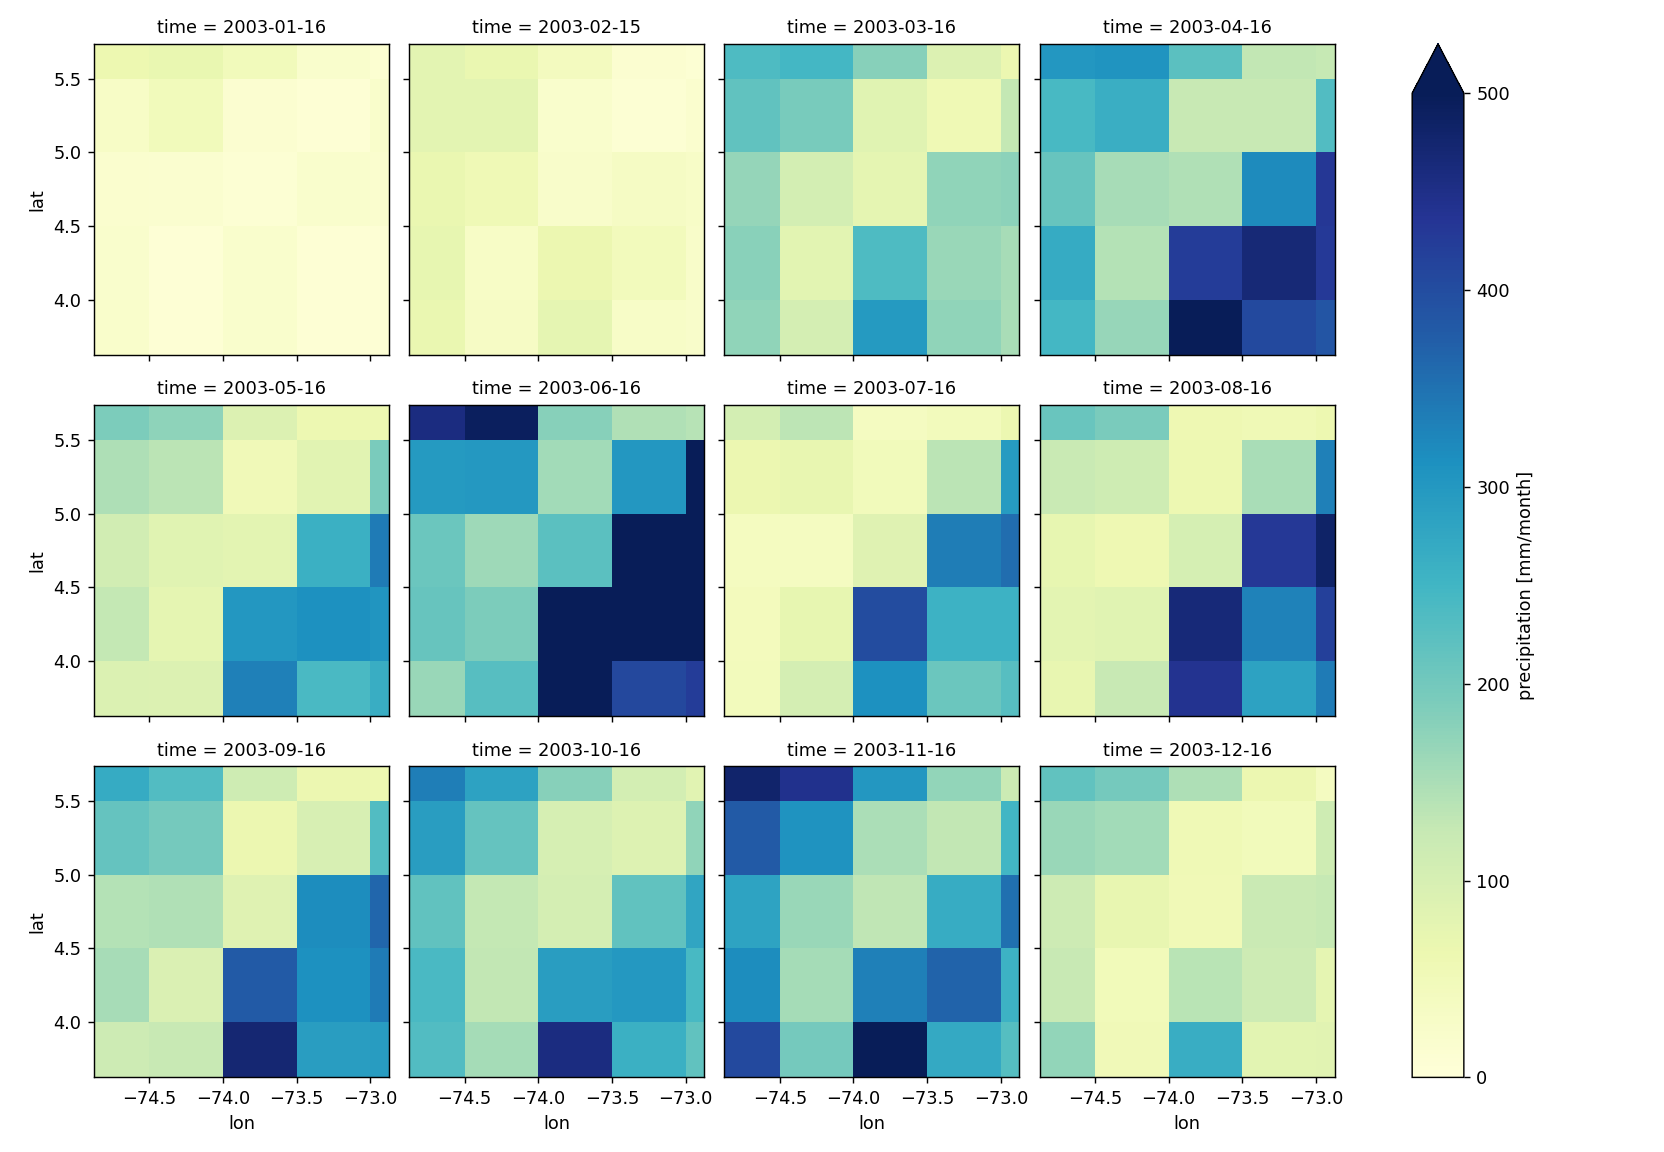 time = 2003-01-16
time = 2003-02-15
time = 2003-03-16
time = 2003-04-16
5.5
5.0
4.5
4.0
lat
time = 2003-05-16
time = 2003-06-16
time = 2003-07-16
time = 2003-08-16
5.5
5.0
4.5
4.0
lat
time = 2003-09-16
time = 2003-10-16
time = 2003-11-16
time = 2003-12-16
5.5
5.0
4.5
4.0
lat
−74.5 −74.0 −73.5 −73.0
lon
−74.5 −74.0 −73.5 −73.0
lon
−74.5 −74.0 −73.5 −73.0
lon
−74.5 −74.0 −73.5 −73.0
lon
500
400
300
200
100
0
precipitation [mm/month]